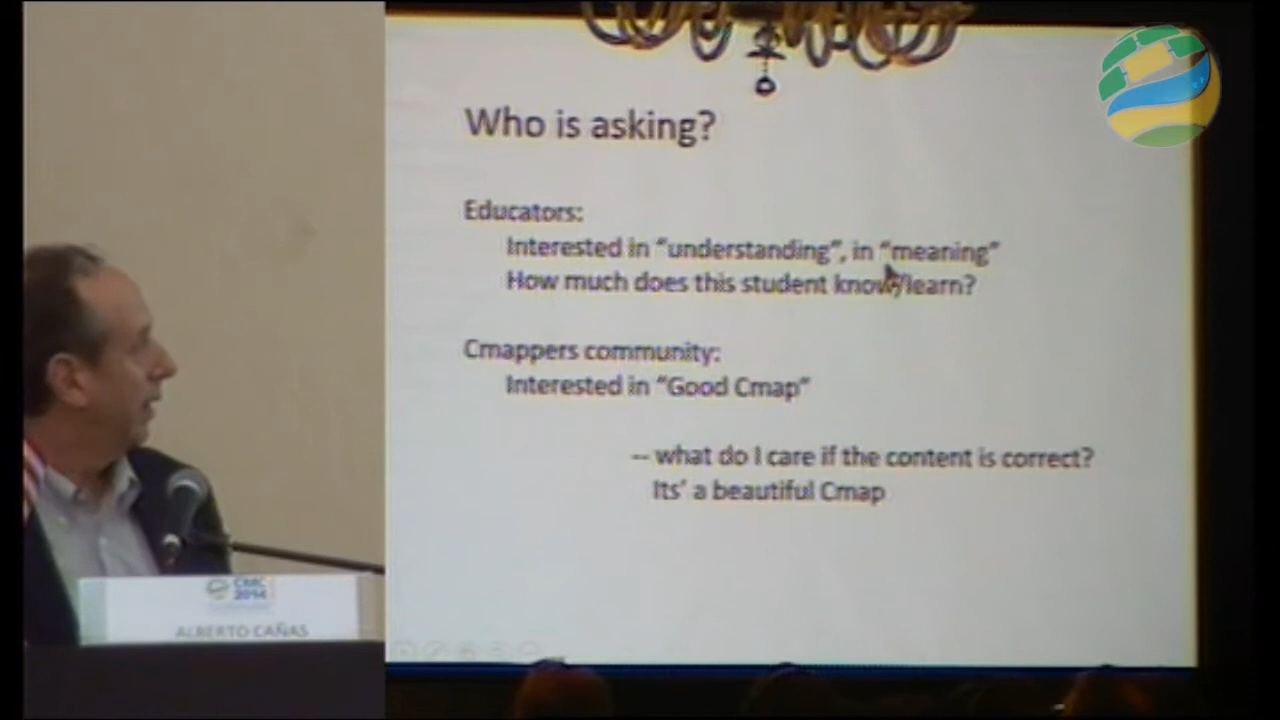 Who is asking?
Educators:
Interested in “understanding”, in “meaning”
How much does this student know/learn?
Cmappers community:
Interested in “Good Cmap”
-- what do I care if the content is correct?
Its’ a beautiful Cmap
CMC
2014
ALBERTO CAÑAS